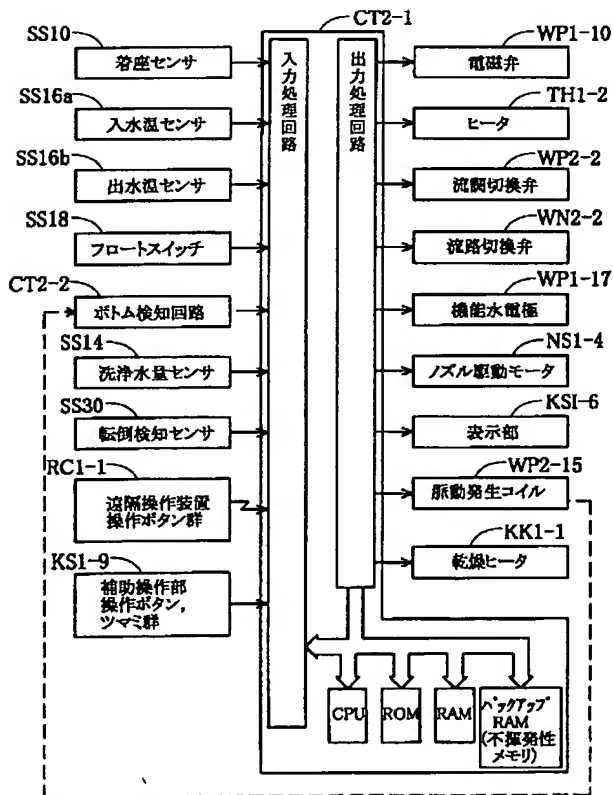 CT2-1
SS10
着座センサ
SS16a
入水温センサ
SS16b
出水温センサ
SS18
フロートスイッチ
CT2-2
ボトム検知回路
SS14
洗浄水量センサ
SS30
転倒検知センサ
RC1-1
遠隔操作装置
操作ボタン群
KS1-9
補助操作部
操作ボタン,
ツマミ群
入力処理回路
出力処理回路
WP1-10
電磁弁
TH1-2
ヒータ
WP2-2
流調切換弁
WN2-2
流路切換弁
WP1-17
機能水電極
NS1-4
ノズル駆動モータ
KSI-6
表示部
WP2-15
脈動発生コイル
KK1-1
乾燥ヒータ
CPU
ROM
RAM
バックアップ
RAM
(不揮発性
メモリ)